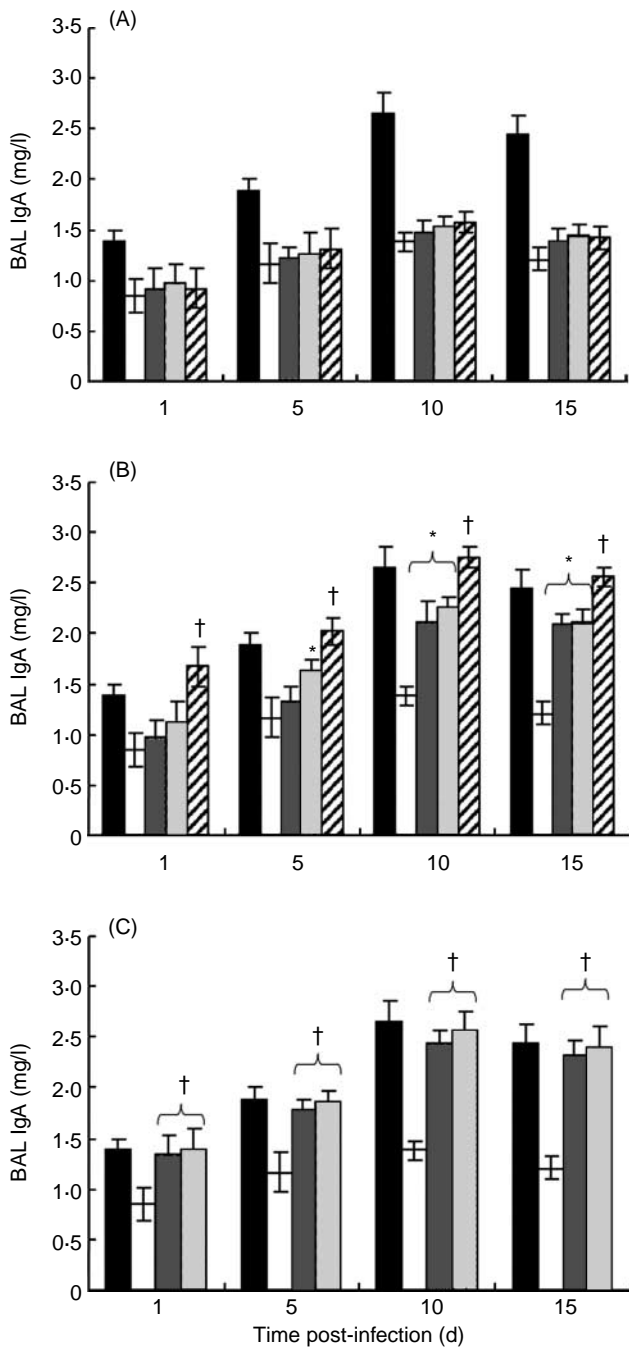 (A)
3·5
3·0
2·5
2·0
1·5
1·0
0·5
0
BAL IgA (mg/l)
1 5 10 15
(B)
3·5
3·0
2·5
2·0
1·5
1·0
0·5
0
BAL IgA (mg/l)
† * † * † * †
1 5 10 15
(C)
3·5
3·0
2·5
2·0
1·5
1·0
0·5
0
BAL IgA (mg/l)
† † † †
1 5 10 15
Time post-infection (d)